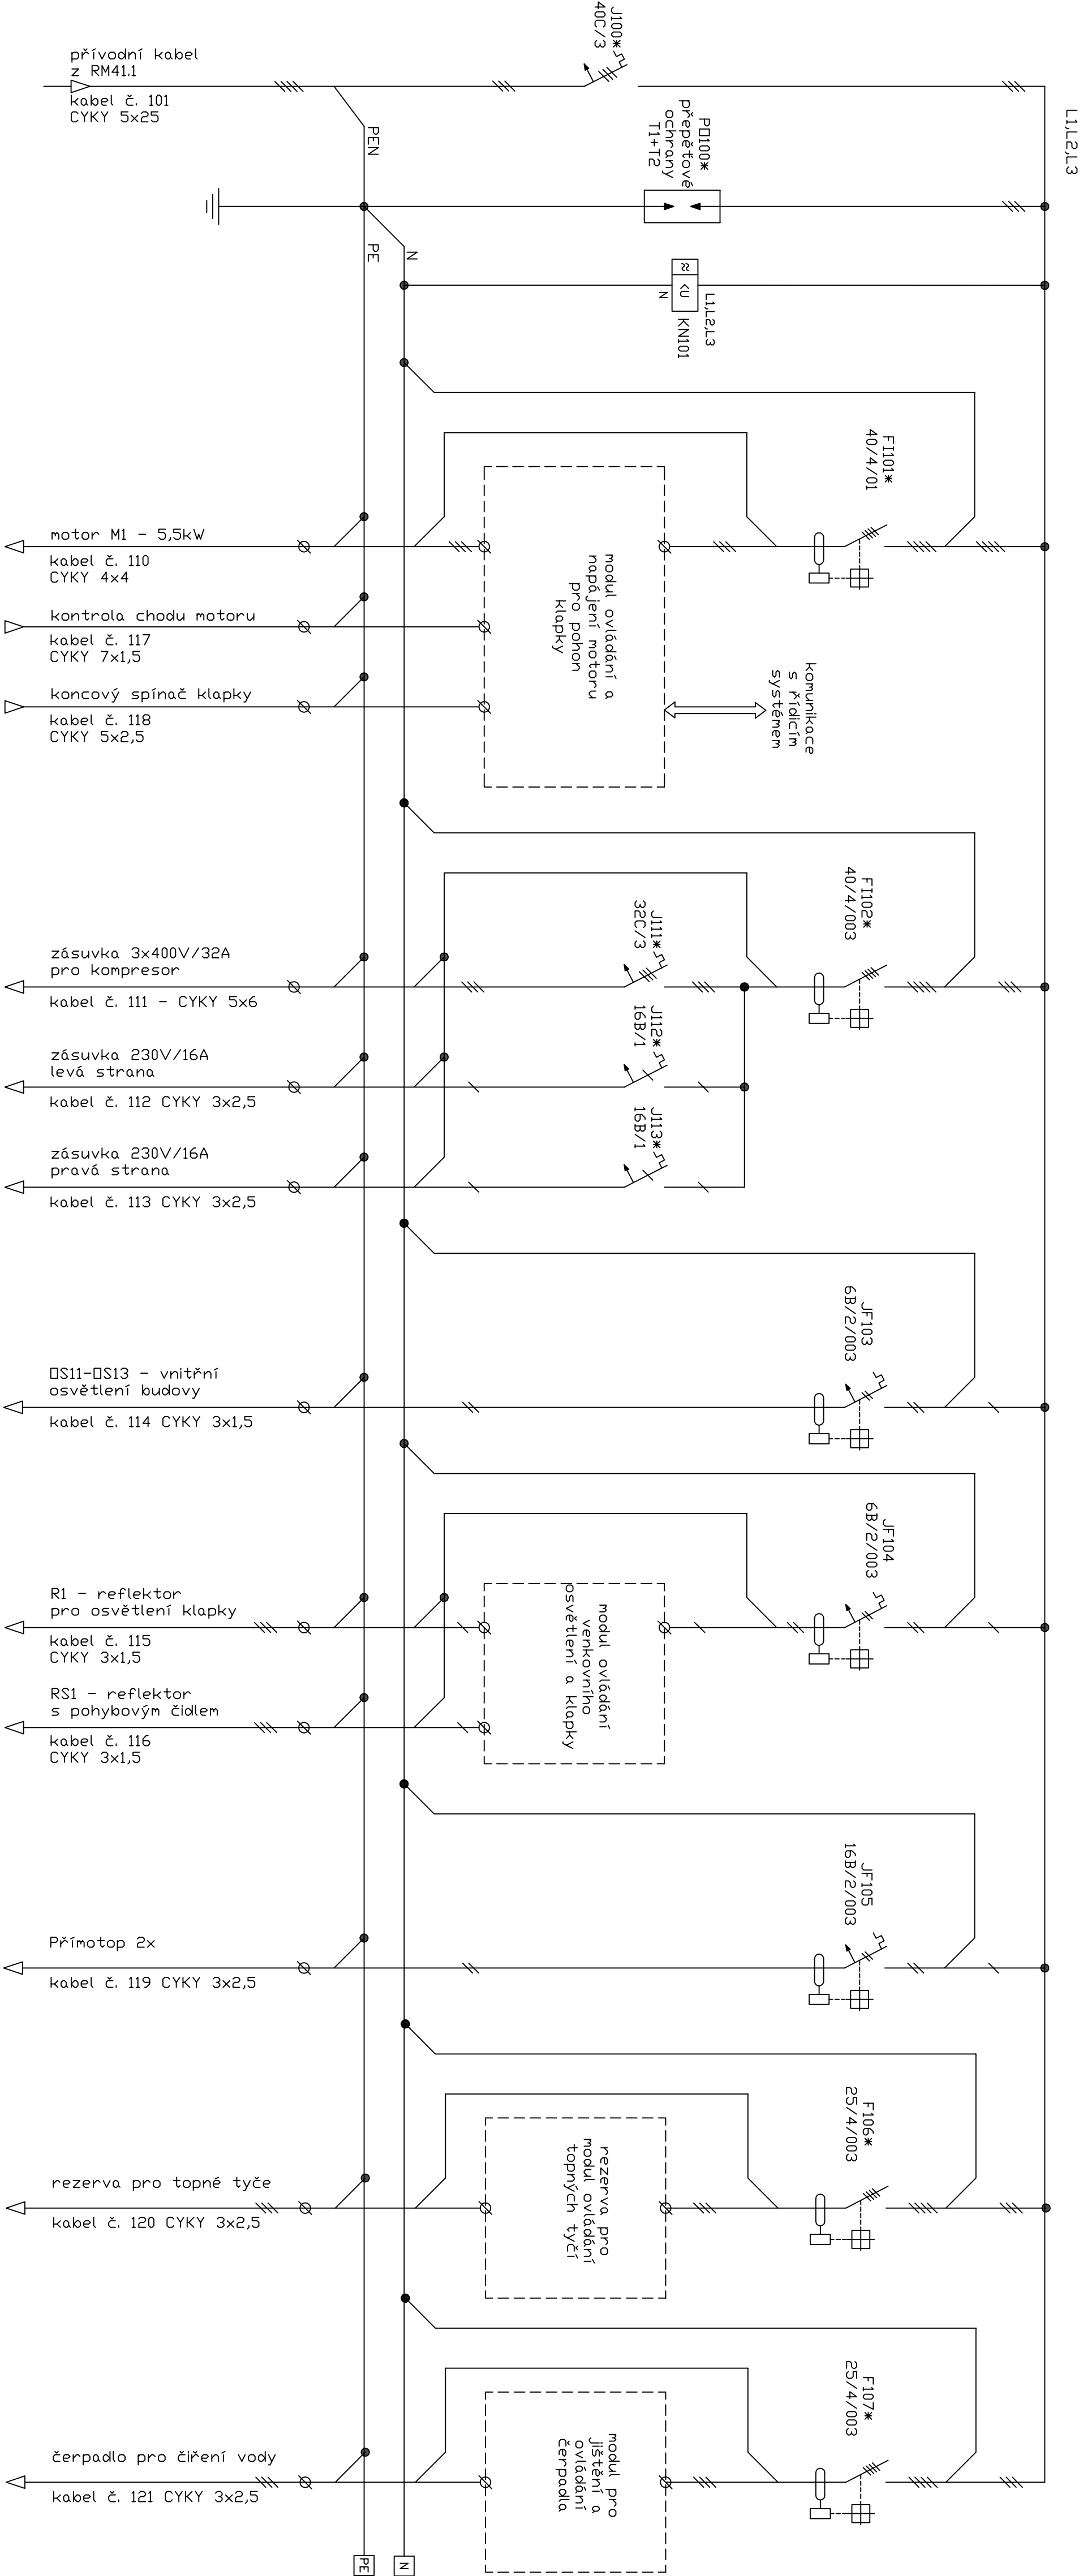 L1,L2,L3
J100*
40C/3
přívodní kabel
z RM41.1
kabel č. 101
CYKY 5x25
PEN
P▯100*
přepěťové
ochrany
T1+T2
PE
N
≈
<U
N
L1,L2,L3
KN101
FI101*
40/4/01
modul ovládání a
napájení motoru
pro pohon
klapky
motor M1 - 5,5kW
kabel č. 110
CYKY 4x4
kontrola chodu motoru
kabel č. 117
CYKY 7x1,5
koncový spínač klapky
kabel č. 118
CYKY 5x2,5
komunikace
s řídicím
systémem
FI102*
40/4/003
J111*
32C/3
J112*
16B/1
J113*
16B/1
zásuvka 3x400V/32A
pro kompresor
kabel č. 111 - CYKY 5x6
zásuvka 230V/16A
levá strana
kabel č. 112 CYKY 3x2,5
zásuvka 230V/16A
pravá strana
kabel č. 113 CYKY 3x2,5
JF103
6B/2/003
▯S11-▯S13 - vnitřní
osvětlení budovy
kabel č. 114 CYKY 3x1,5
JF104
6B/2/003
modul ovládání
venkovního
osvětlení a klapky
R1 - reflektor
pro osvětlení klapky
kabel č. 115
CYKY 3x1,5
RS1 - reflektor
s pohybovým čidlem
kabel č. 116
CYKY 3x1,5
JF105
16B/2/003
Přímotop 2x
kabel č. 119 CYKY 3x2,5
F106*
25/4/003
rezerva pro
modul ovládání
topných tyčí
rezerva pro topné tyče
kabel č. 120 CYKY 3x2,5
F107*
25/4/003
modul pro
jištění a
ovládání
čerpadla
čerpadlo pro čiření vody
kabel č. 121 CYKY 3x2,5
PE
N